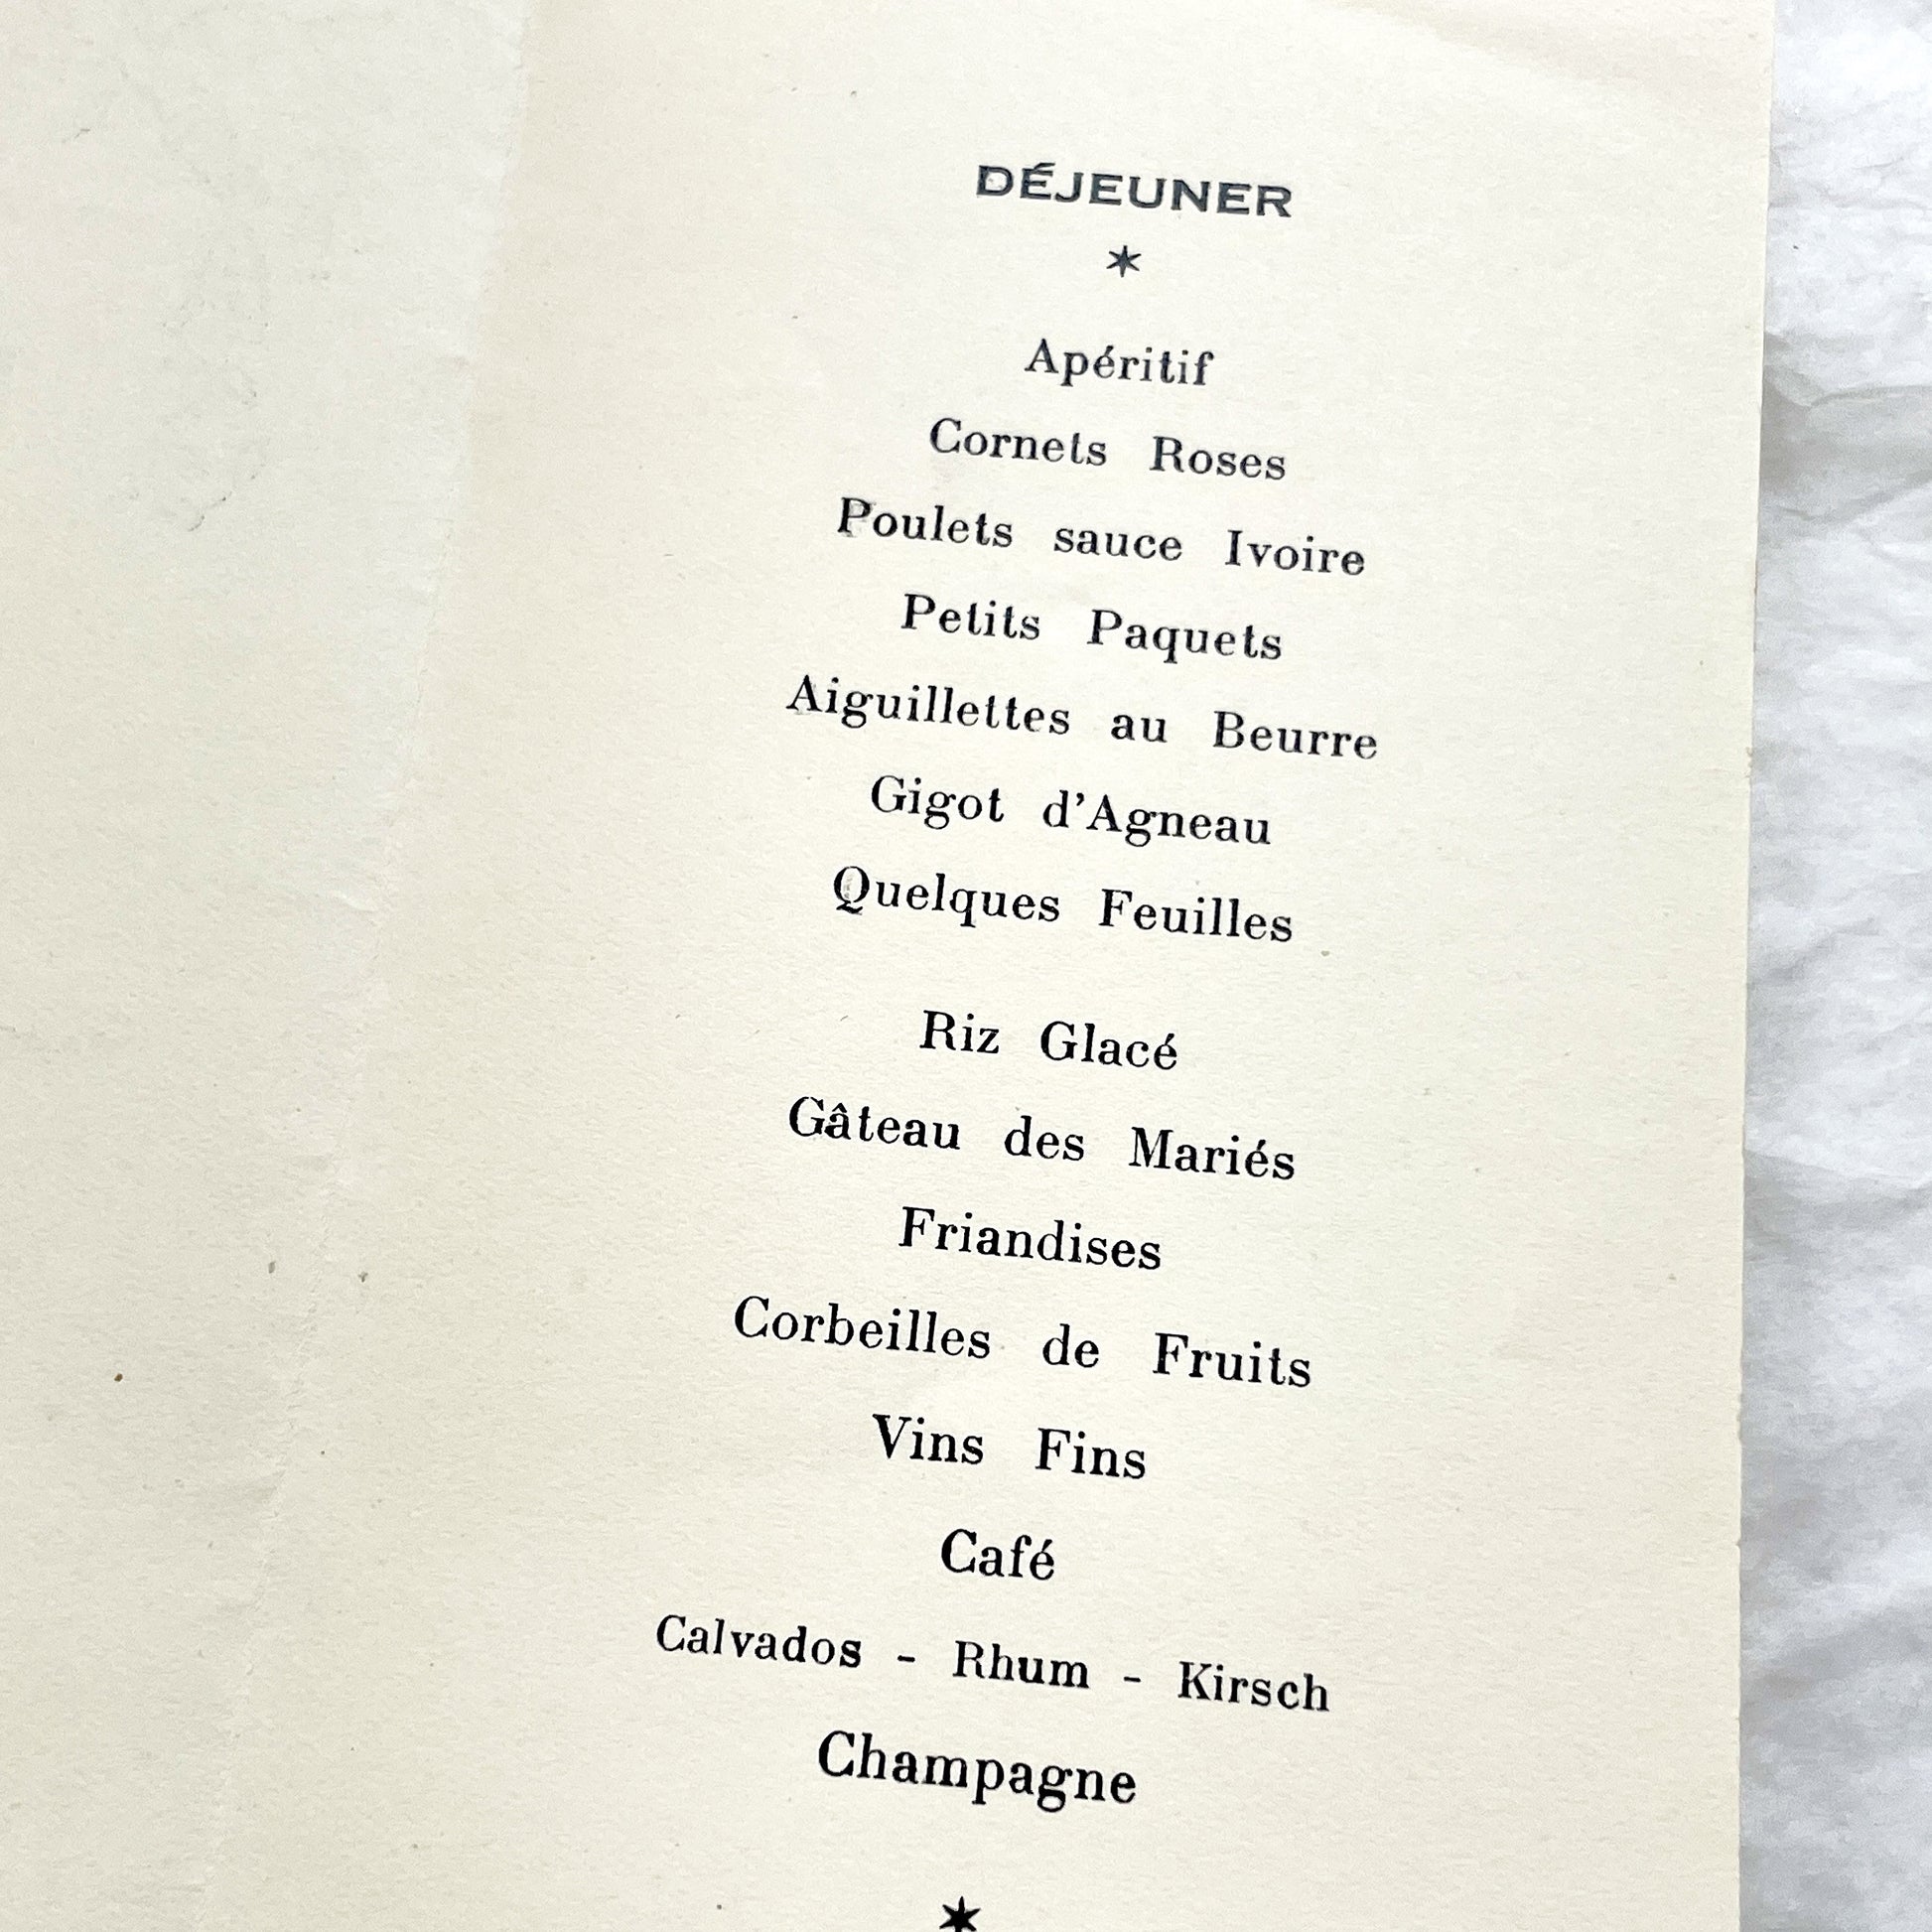 DÉJEUNER
Apéritif
Cornets Roses
Poulets sauce Ivoire
Petits Paquets
Aiguillettes au Beurre
Gigot d'Agneau
Quelques Feuilles
Riz Glacé
Gâteau des Mariés
Friandises
Corbeilles de Fruits
Vins Fins
Café
Calvados - Rhum - Kirsch
Champagne